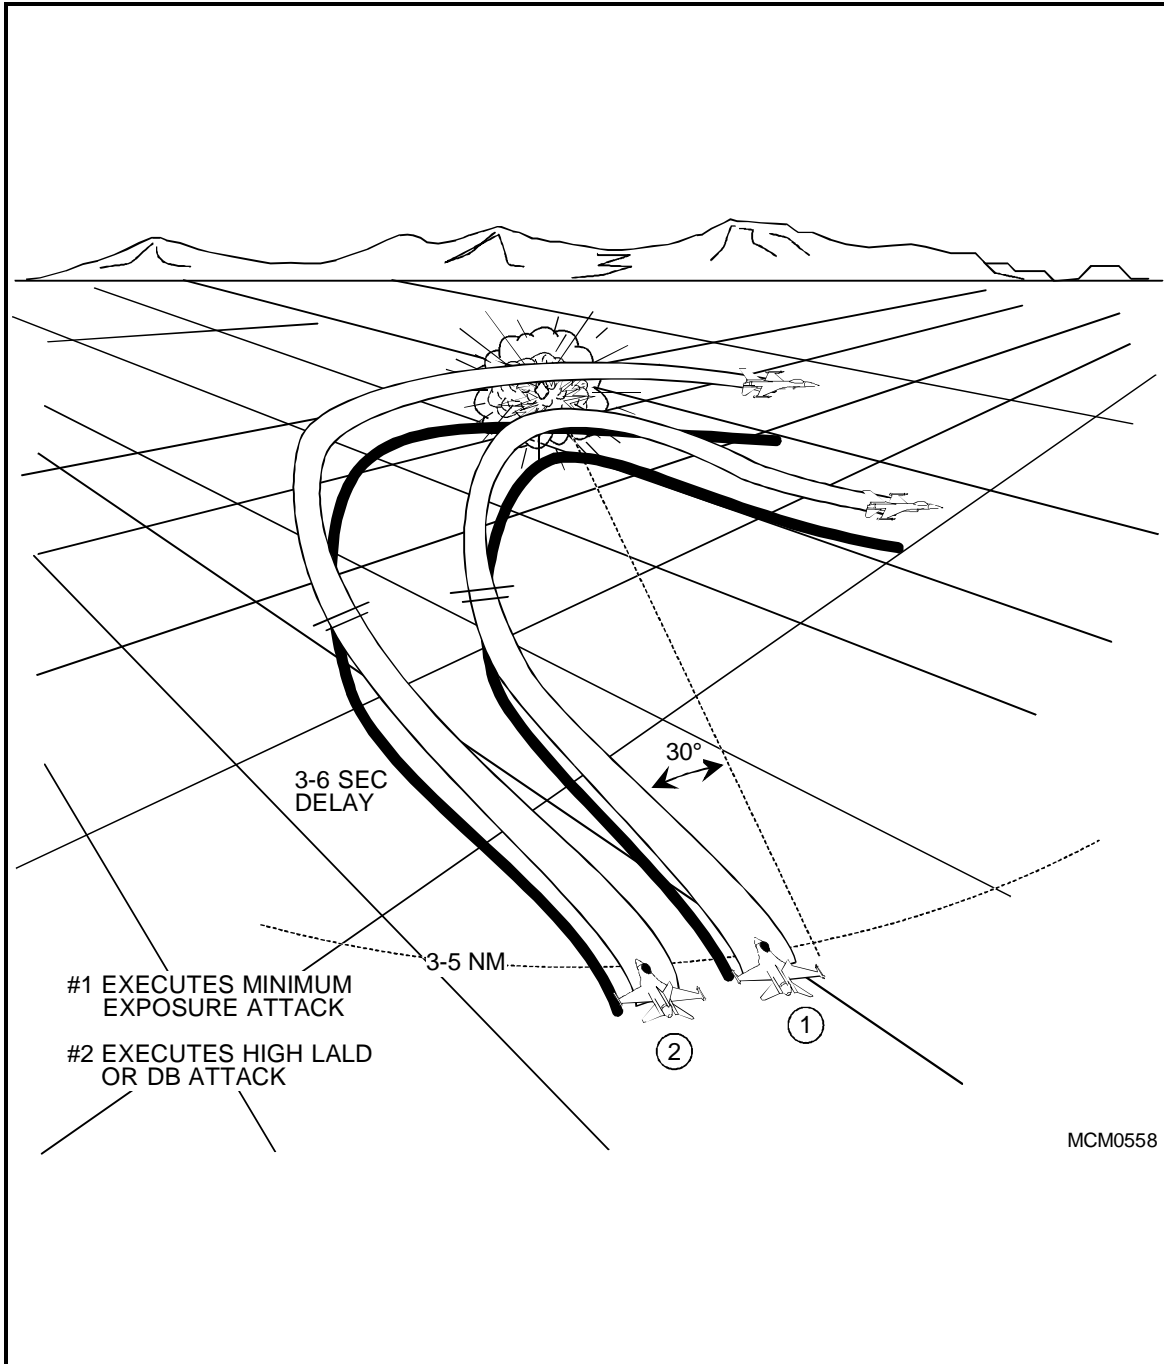 30°
3-6 SEC
DELAY
3-5 NM
#1 EXECUTES MINIMUM
EXPOSURE ATTACK
1
2
#2 EXECUTES HIGH LALD
OR DB ATTACK
MCM0558